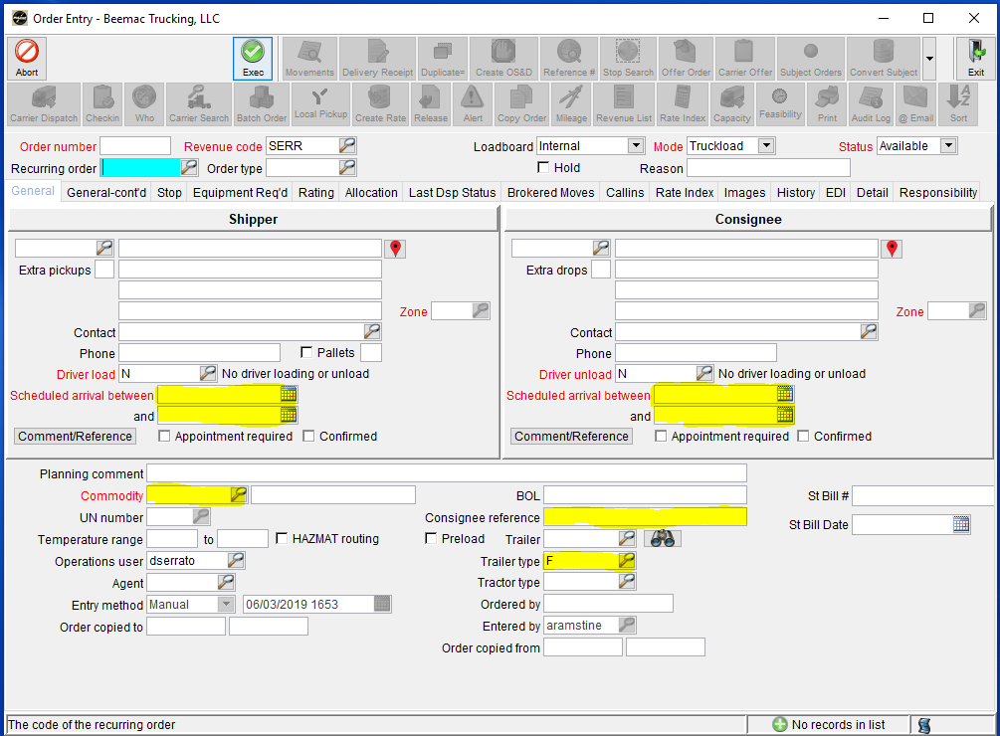 Order Entry - Beemac Trucking, LLC
Abort Exec Movements Delivery Receipt Duplicate= Create OS&D Reference # Stop Search Offer Order Carrier Offer Subject Orders Convert Subject Exit
Carrier Dispatch Checkin Who Carrier Search Batch Order Local Pickup Create Rate Release Alert Copy Order Mileage Revenue List Rate Index Capacity Feasibility Print Audit Log @ Email Sort
Order number Revenue code SERR Loadboard Internal Mode Truckload Status Available
Recurring order Order type Hold Reason
General General-cont'd Stop Equipment Req'd Rating Allocation Last Dsp Status Brokered Moves Callins Rate Index Images History EDI Detail Responsibility
Shipper Consignee
Extra pickups Extra drops
Zone Zone
Contact Contact
Phone Pallets Phone
Driver load N No driver loading or unload Driver unload N No driver loading or unload
Scheduled arrival between Scheduled arrival between
and and
Comment/Reference Appointment required Confirmed Comment/Reference Appointment required Confirmed
Planning comment
Commodity BOL St Bill #
UN number Consignee reference St Bill Date
Temperature range to HAZMAT routing Preload Trailer
Operations user dserrato Trailer type F
Agent Tractor type
Entry method Manual 06/03/2019 1653 Ordered by
Order copied to Entered by aramstine
Order copied from
The code of the recurring order No records in list